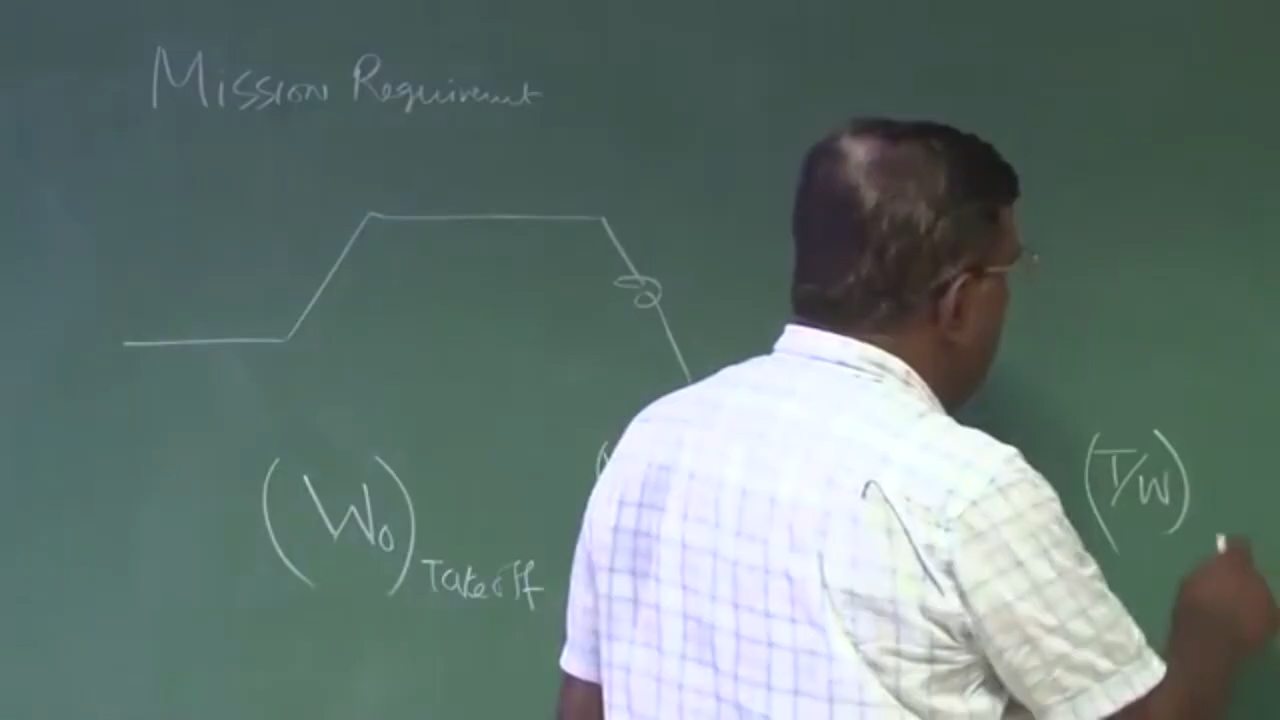 Mission Requirement
(W₀) Takeoff
(T/W)